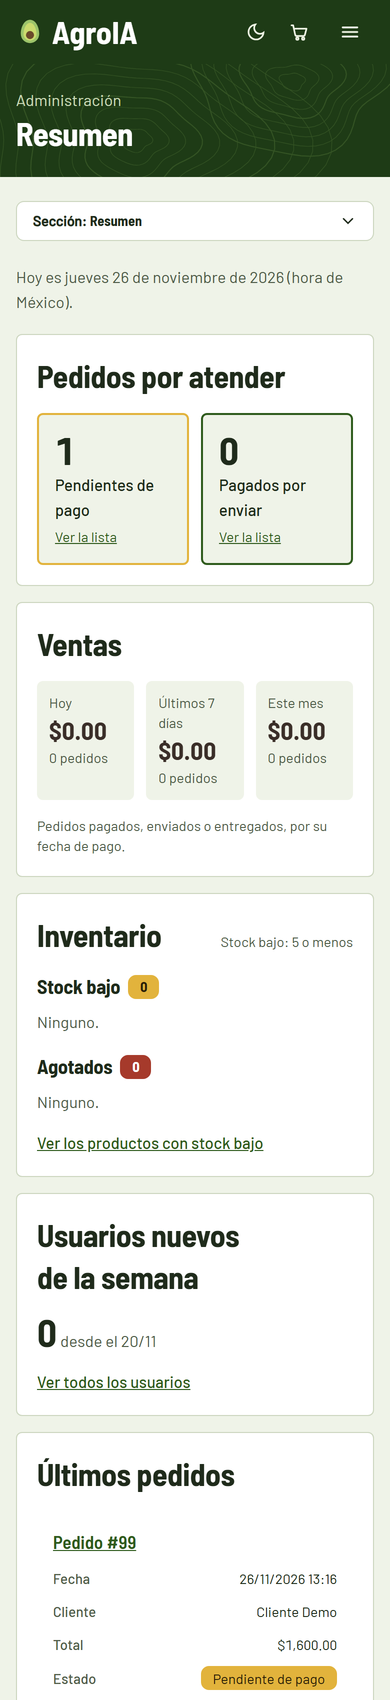 AgroIA
Administración
Resumen
Sección: Resumen
Hoy es jueves 26 de noviembre de 2026 (hora de
México).
Pedidos por atender
1
Pendientes de
pago
Ver la lista
0
Pagados por
enviar
Ver la lista
Ventas
Hoy
$0.00
0 pedidos
Últimos 7
días
$0.00
0 pedidos
Este mes
$0.00
0 pedidos
Pedidos pagados, enviados o entregados, por su
fecha de pago.
Inventario
Stock bajo: 5 o menos
Stock bajo 0
Ninguno.
Agotados 0
Ninguno.
Ver los productos con stock bajo
Usuarios nuevos
de la semana
0 desde el 20/11
Ver todos los usuarios
Últimos pedidos
Pedido #99
Fecha 26/11/2026 13:16
Cliente Cliente Demo
Total $1,600.00
Estado Pendiente de pago